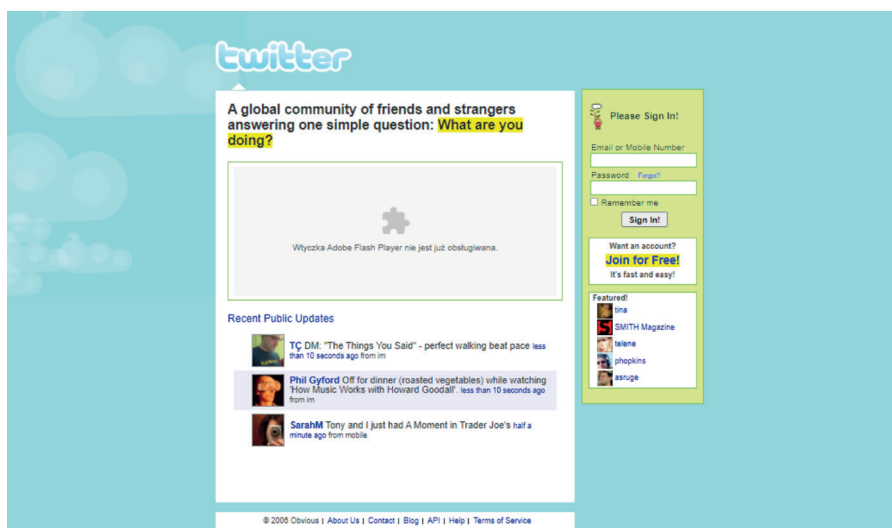 twitter
A global community of friends and strangers
answering one simple question: What are you
doing?
Wtyczka Adobe Flash Player nie jest już obsługiwana.
Recent Public Updates
TÇ DM: "The Things You Said" - perfect walking beat pace less
than 10 seconds ago from im
Phil Gyford Off for dinner (roasted vegetables) while watching
'How Music Works with Howard Goodall'. less than 10 seconds ago
from im
SarahM Tony and I just had A Moment in Trader Joe's half a
minute ago from mobile
Please Sign In!
Email or Mobile Number
Password Forgot?
Remember me
Sign In!
Want an account?
Join for Free!
It's fast and easy!
Featured!
tina
SMITH Magazine
telene
phopkins
asruge
© 2006 Obvious | About Us | Contact | Blog | API | Help | Terms of Service